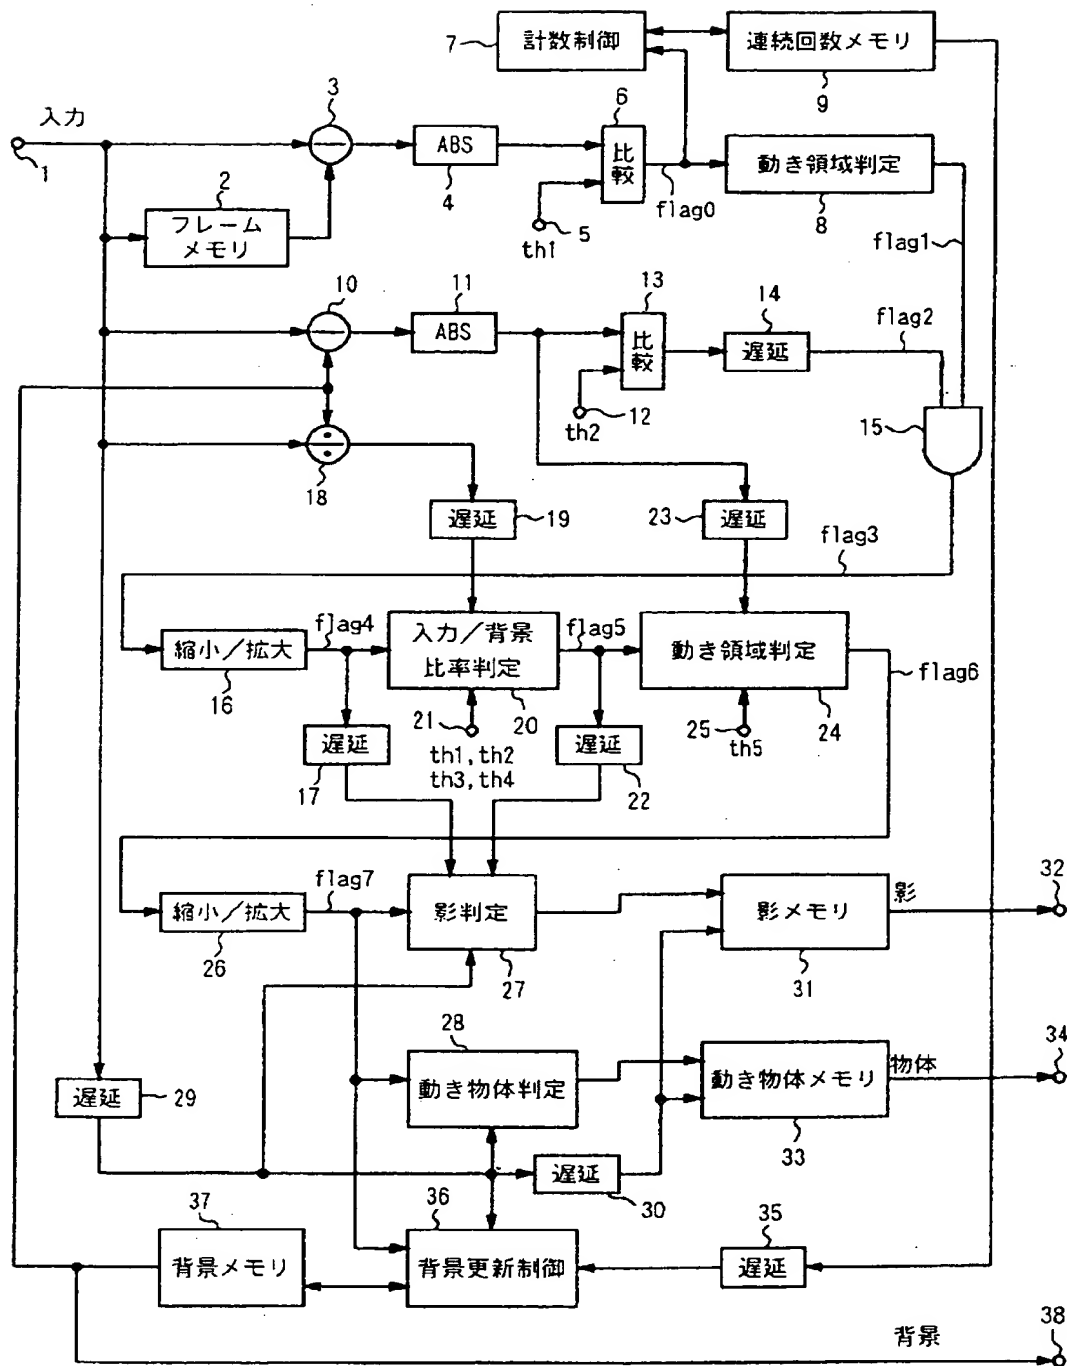 7
計数制御
連続回数メモリ
9
入力
1
3
ABS
4
6
比較
flag0
動き領域判定
8
2
フレーム
メモリ
5
th1
flag1
10
11
ABS
13
比較
14
遅延
flag2
12
th2
15
18
遅延
19
23
遅延
flag3
縮小／拡大
16
flag4
入力／背景
比率判定
20
flag5
動き領域判定
24
flag6
遅延
17
21
th1,th2
th3,th4
遅延
22
25
th5
縮小／拡大
26
flag7
影判定
27
影メモリ
31
影
32
28
動き物体判定
動き物体メモリ
33
物体
34
遅延
29
遅延
30
37
背景メモリ
36
背景更新制御
35
遅延
背景
38